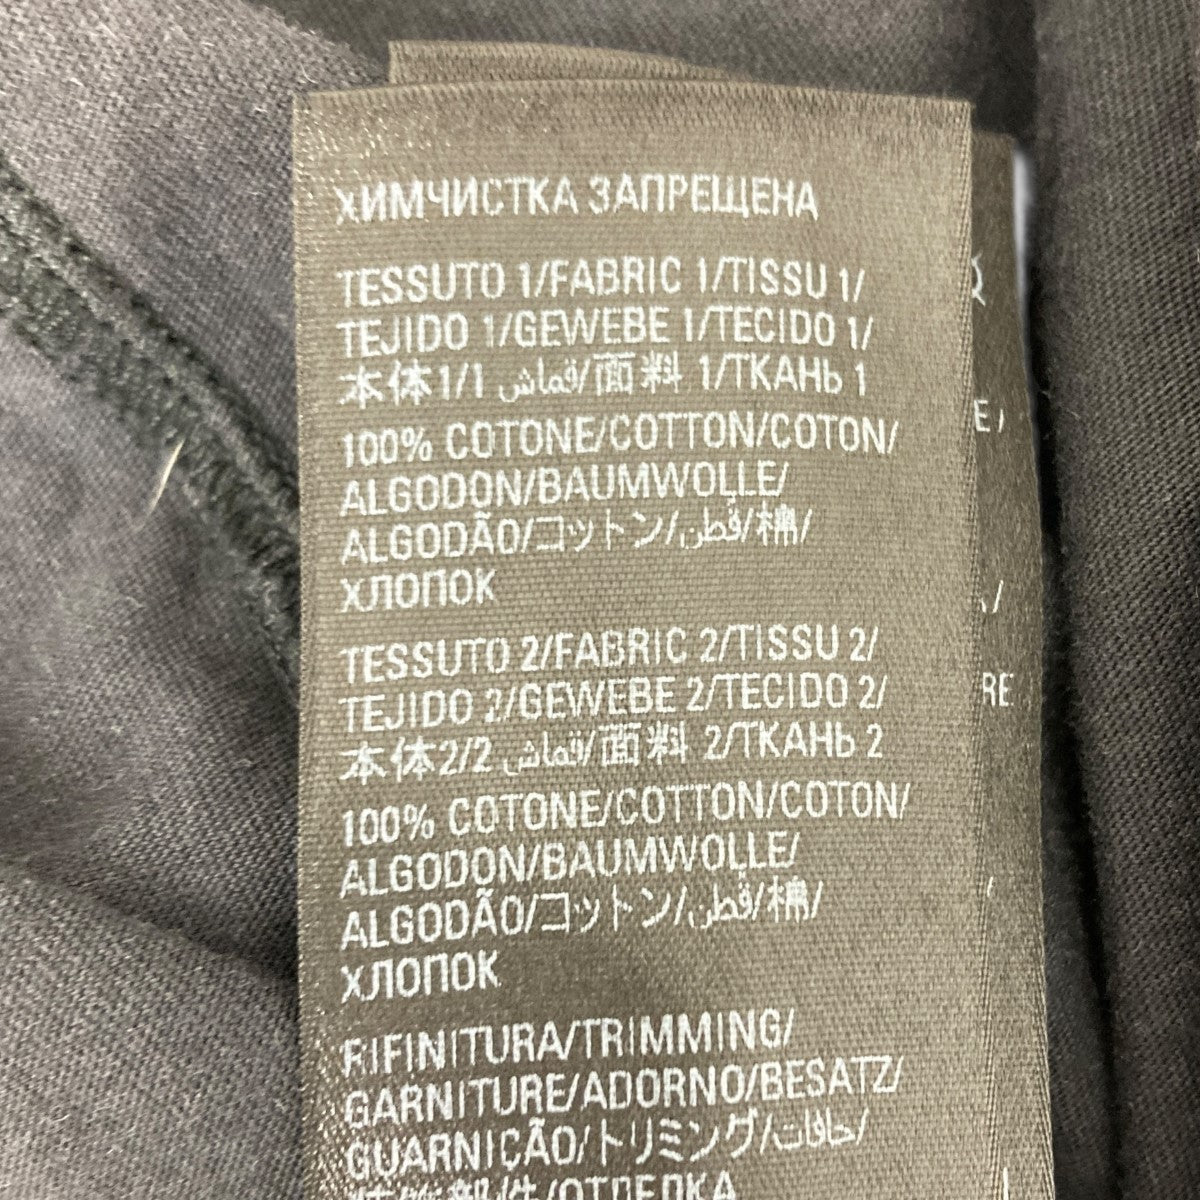 ХИМЧИСТКА ЗАПРЕЩЕНА
TESSUTO 1/FABRIC 1/TISSU 1/
TEJIDO 1/GEWEBE 1/TECIDO 1/
本体1/1 قماش/面料 1/ТКАНЬ 1
100% COTONE/COTTON/COTON/
ALGODON/BAUMWOLLE/
ALGODÃO/コットン/قطن/棉/
ХЛОПОК
TESSUTO 2/FABRIC 2/TISSU 2/
TEJIDO 2/GEWEBE 2/TECIDO 2/
本体2/2 قماش/面料 2/ТКАНЬ 2
100% COTONE/COTTON/COTON/
ALGODON/BAUMWOLLE/
ALGODÃO/コットン/قطن/棉/
ХЛОПОК
RIFINITURA/TRIMMING/
GARNITURE/ADORNO/BESATZ/
GUARNICÃO/トリミング/حافات/
ОТДЕЛКА